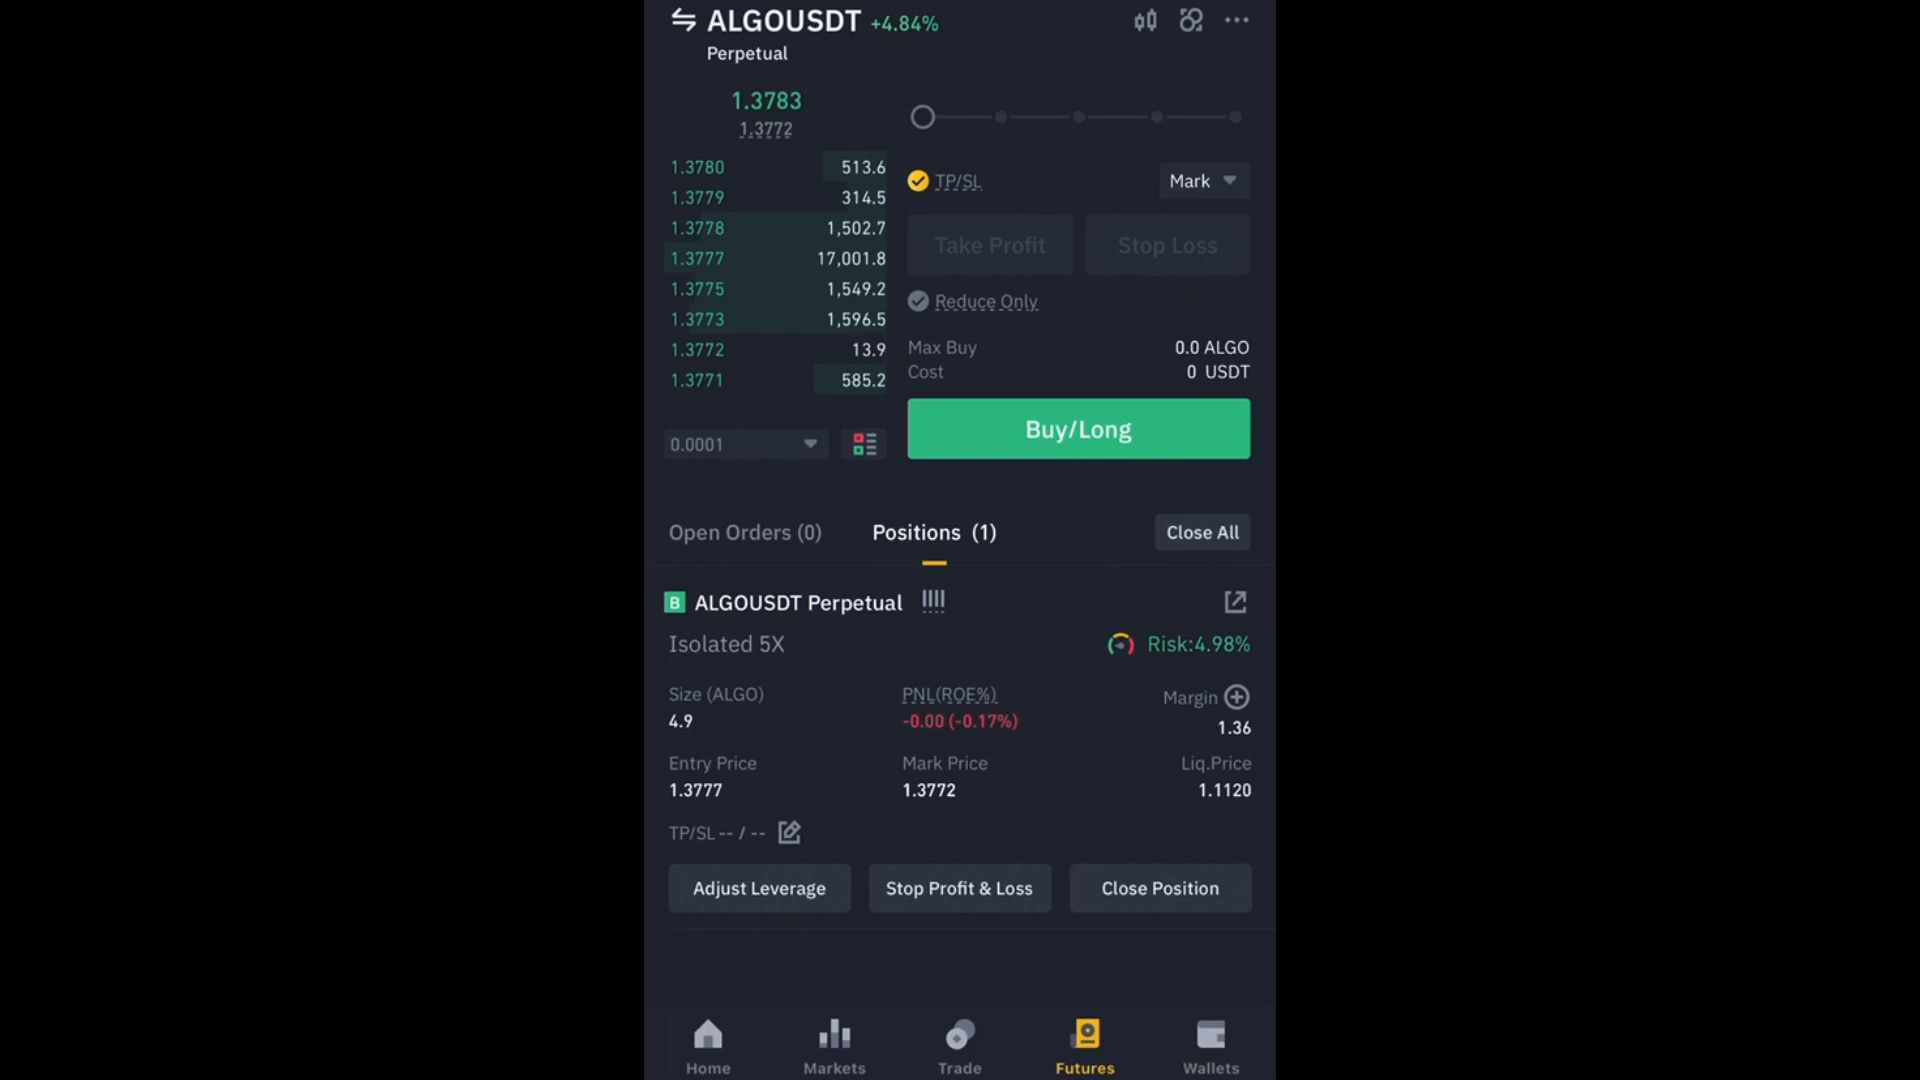 ALGOUSDT +4.84%
Perpetual
1.3783
1.3772
1.3780 513.6
1.3779 314.5
1.3778 1,502.7
1.3777 17,001.8
1.3775 1,549.2
1.3773 1,596.5
1.3772 13.9
1.3771 585.2
0.0001
TP/SL Mark
Take Profit Stop Loss
Reduce Only
Max Buy 0.0 ALGO
Cost 0 USDT
Buy/Long
Open Orders (0) Positions (1) Close All
B ALGOUSDT Perpetual
Isolated 5X Risk:4.98%
Size (ALGO) PNL(ROE%) Margin
4.9 -0.00 (-0.17%) 1.36
Entry Price Mark Price Liq.Price
1.3777 1.3772 1.1120
TP/SL -- / --
Adjust Leverage Stop Profit & Loss Close Position
Home Markets Trade Futures Wallets